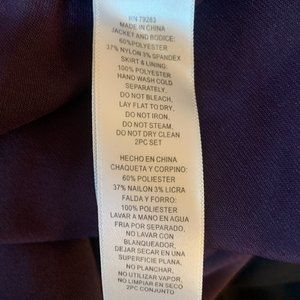 RN 79263
MADE IN CHINA
JACKET AND BODICE:
60%POLYESTER
37% NYLON 3% SPANDEX
SKIRT & LINING:
100% POLYESTER
HAND WASH COLD
SEPARATELY,
DO NOT BLEACH,
LAY FLAT TO DRY,
DO NOT IRON,
DO NOT STEAM,
DO NOT DRY CLEAN
2PC SET
HECHO EN CHINA
CHAQUETA Y CORPINO:
60% POLIESTER
37% NAILON 3% LICRA
FALDA Y FORRO:
100% POLIESTER
LAVAR A MANO EN AGUA
FRIA POR SEPARADO,
NO LAVAR CON
BLANQUEADOR,
DEJAR SECAR EN UNA
SUPERFICIE PLANA,
NO PLANCHAR,
NO UTILIZAR VAPOR,
NO LIMPIAR EN SECO
2PC CONJUNTO